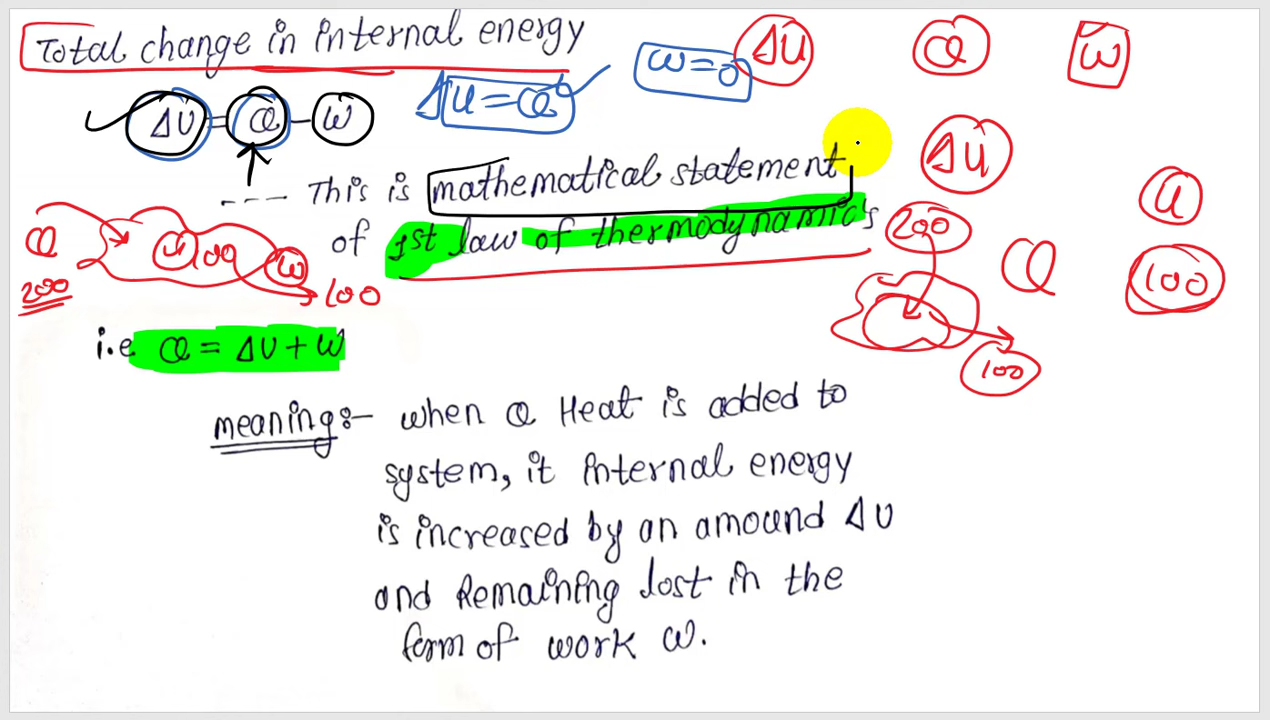 Total change in internal energy
ΔU = Q - W
ΔU = Q
W = 0
ΔU
Q
W
---- This is mathematical statement
of 1st law of thermodynamic's
ΔU
U
100
200
Q
100
Q
200
U 100
W
100
i.e Q = ΔU + W
meaning:- when Q Heat is added to
system, it internal energy
is increased by an amound ΔU
and Remaining lost in the
form of work W.